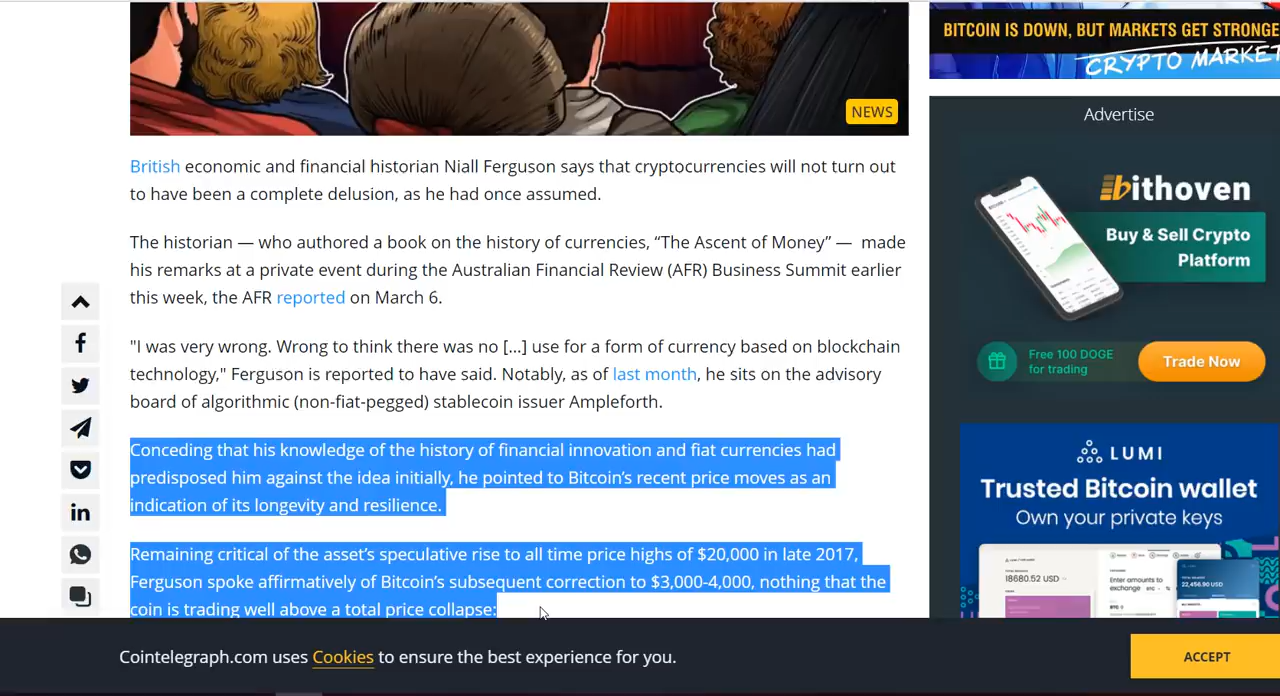 BITCOIN IS DOWN, BUT MARKETS GET STRONGE
CRYPTO MARKET
NEWS
British economic and financial historian Niall Ferguson says that cryptocurrencies will not turn out
to have been a complete delusion, as he had once assumed.
The historian — who authored a book on the history of currencies, “The Ascent of Money” — made
his remarks at a private event during the Australian Financial Review (AFR) Business Summit earlier
this week, the AFR reported on March 6.
"I was very wrong. Wrong to think there was no [...] use for a form of currency based on blockchain
technology," Ferguson is reported to have said. Notably, as of last month, he sits on the advisory
board of algorithmic (non-fiat-pegged) stablecoin issuer Ampleforth.
Conceding that his knowledge of the history of financial innovation and fiat currencies had
predisposed him against the idea initially, he pointed to Bitcoin’s recent price moves as an
indication of its longevity and resilience.
Remaining critical of the asset’s speculative rise to all time price highs of $20,000 in late 2017,
Ferguson spoke affirmatively of Bitcoin’s subsequent correction to $3,000-4,000, nothing that the
coin is trading well above a total price collapse:
Advertise
bithoven
Buy & Sell Crypto
Platform
Free 100 DOGE
for trading
Trade Now
LUMI
Trusted Bitcoin wallet
Own your private keys
18680.52 USD
Enter amounts to
exchange
22,456.90 USD
Cointelegraph.com uses Cookies to ensure the best experience for you.
ACCEPT